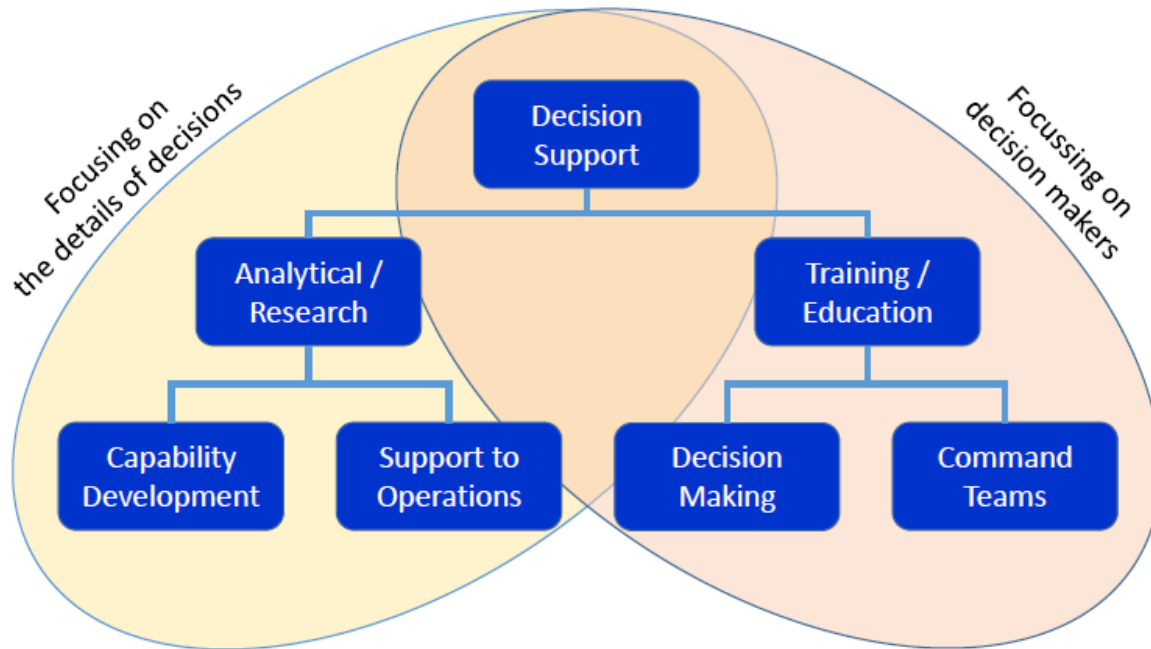 Focusing on
the details of decisions
Focussing on
decision makers
Decision
Support
Analytical /
Research
Training /
Education
Capability
Development
Support to
Operations
Decision
Making
Command
Teams